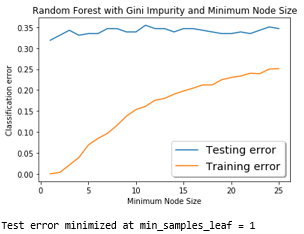 Random Forest with Gini Impurity and Minimum Node Size
Classification error
0.35
0.30
0.25
0.20
0.15
0.10
0.05
0.00
Testing error
Training error
0
5
10
15
20
25
Minimum Node Size
Test error minimized at min_samples_leaf = 1